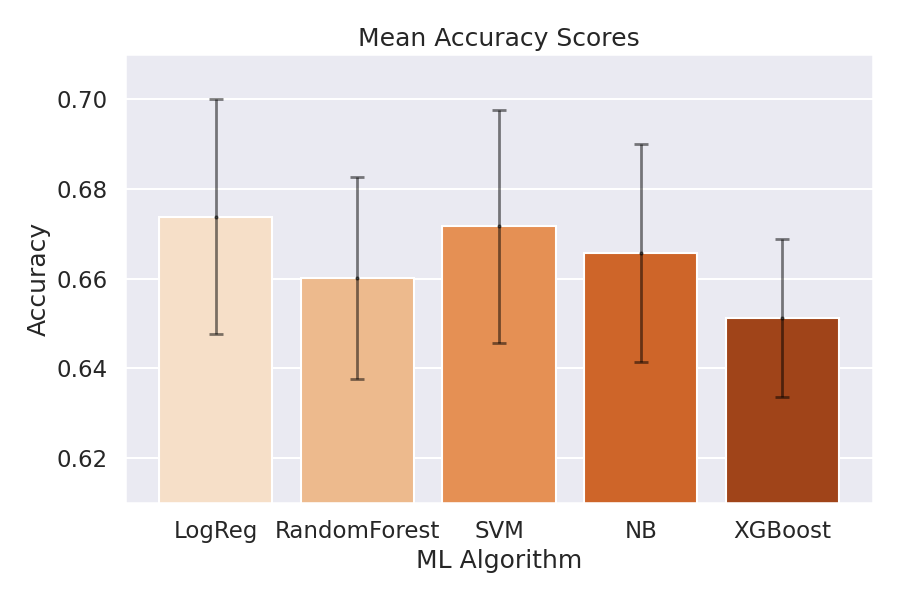 Mean Accuracy Scores
Accuracy
0.70
0.68
0.66
0.64
0.62
LogReg RandomForest SVM NB XGBoost
ML Algorithm